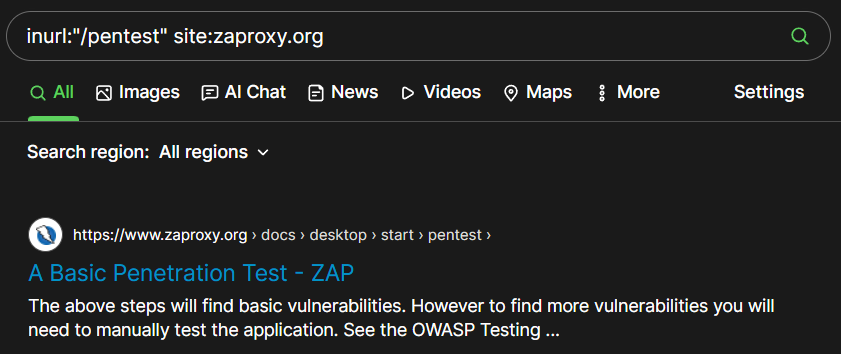 inurl:"/pentest" site:zaproxy.org
All Images AI Chat News Videos Maps More Settings
Search region: All regions
https://www.zaproxy.org › docs › desktop › start › pentest ›
A Basic Penetration Test - ZAP
The above steps will find basic vulnerabilities. However to find more vulnerabilities you will
need to manually test the application. See the OWASP Testing ...